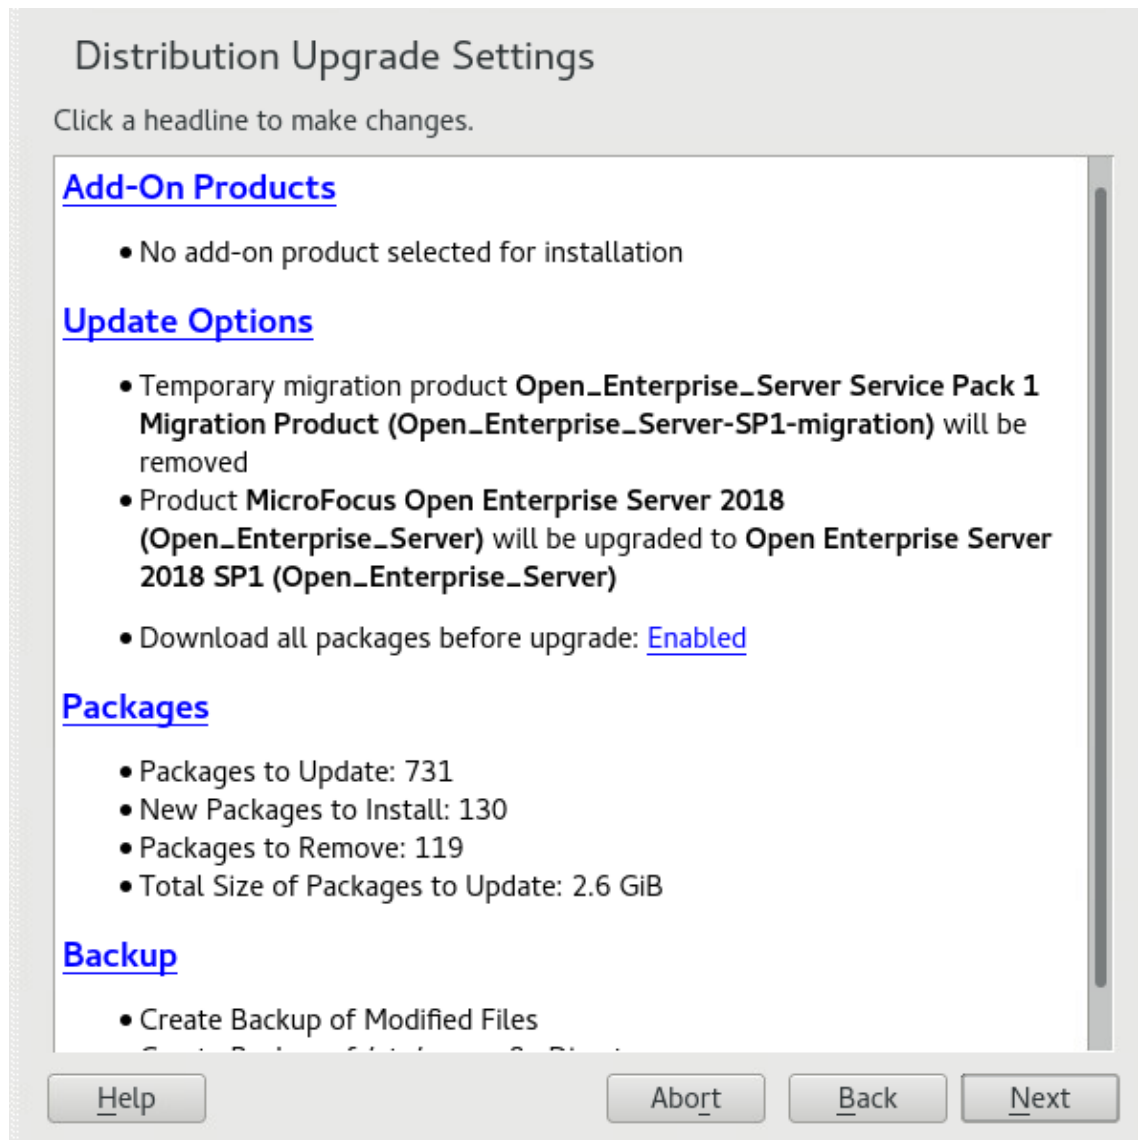 Distribution Upgrade Settings
Click a headline to make changes.
Add-On Products
• No add-on product selected for installation
Update Options
• Temporary migration product Open_Enterprise_Server Service Pack 1
Migration Product (Open_Enterprise_Server-SP1-migration) will be
removed
• Product MicroFocus Open Enterprise Server 2018
(Open_Enterprise_Server) will be upgraded to Open Enterprise Server
2018 SP1 (Open_Enterprise_Server)
• Download all packages before upgrade: Enabled
Packages
• Packages to Update: 731
• New Packages to Install: 130
• Packages to Remove: 119
• Total Size of Packages to Update: 2.6 GiB
Backup
• Create Backup of Modified Files
Help Abort Back Next